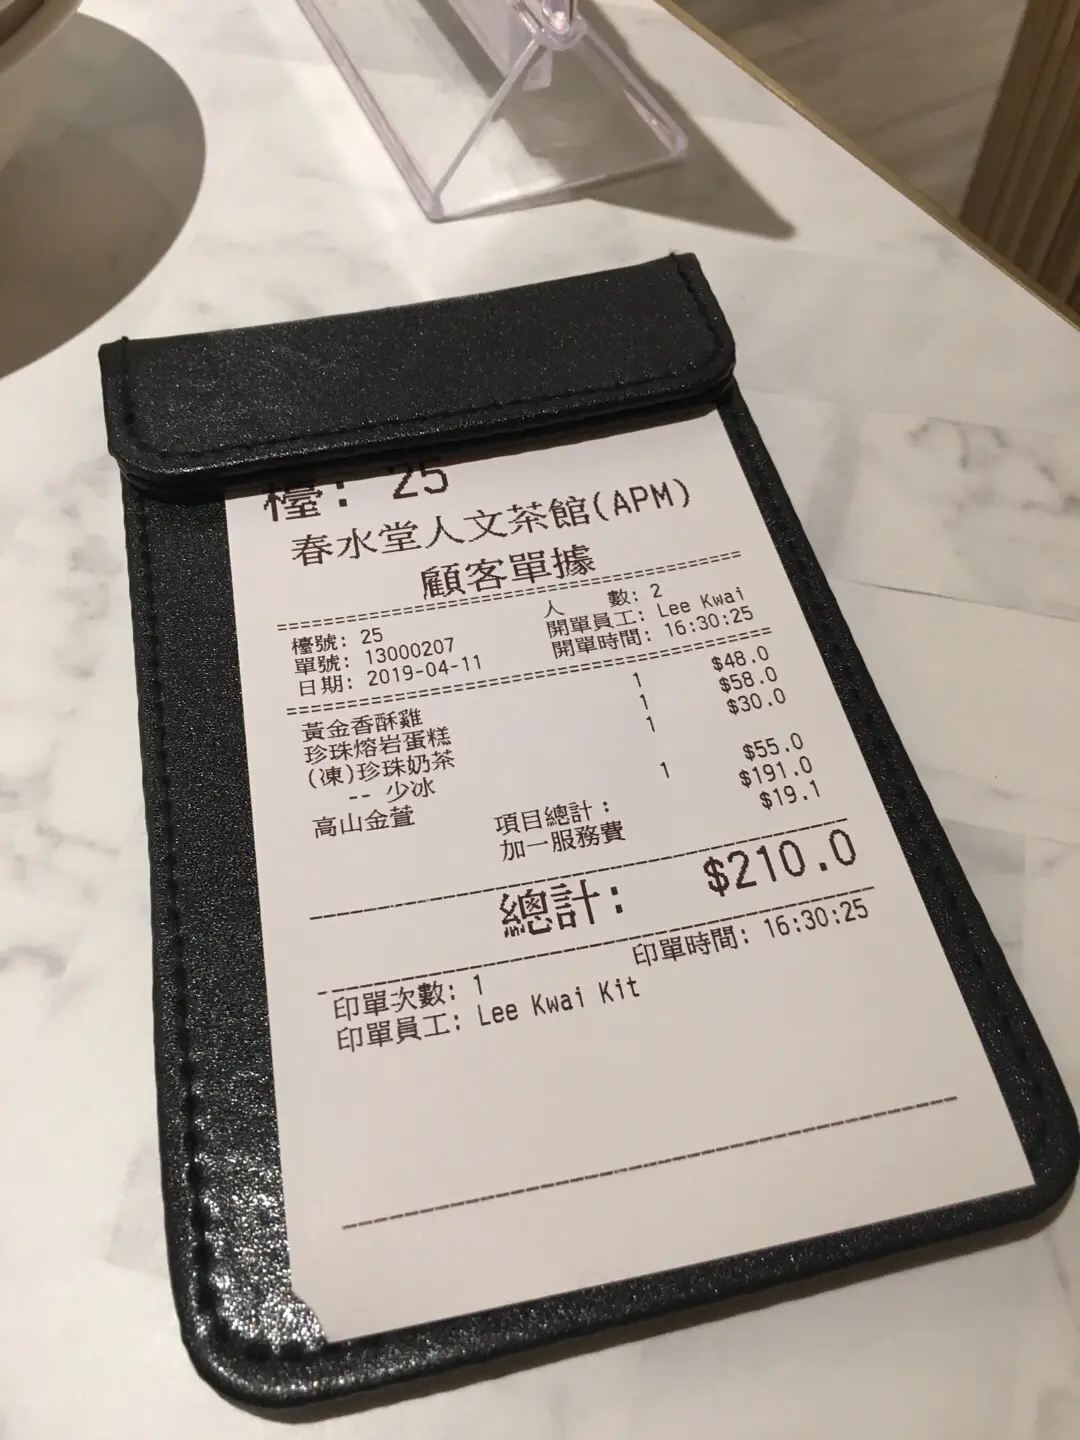 檯: 25
春水堂人文茶館(APM)
顧客單據
檯號: 25 人 數: 2
單號: 13000207 開單員工: Lee Kwai
日期: 2019-04-11 開單時間: 16:30:25
黃金香酥雞 1 $48.0
珍珠熔岩蛋糕 1 $58.0
(凍)珍珠奶茶 1 $30.0
-- 少冰
高山金萱 1 $55.0
項目總計: $191.0
加一服務費 $19.1
總計: $210.0
印單時間: 16:30:25
印單次數: 1
印單員工: Lee Kwai Kit